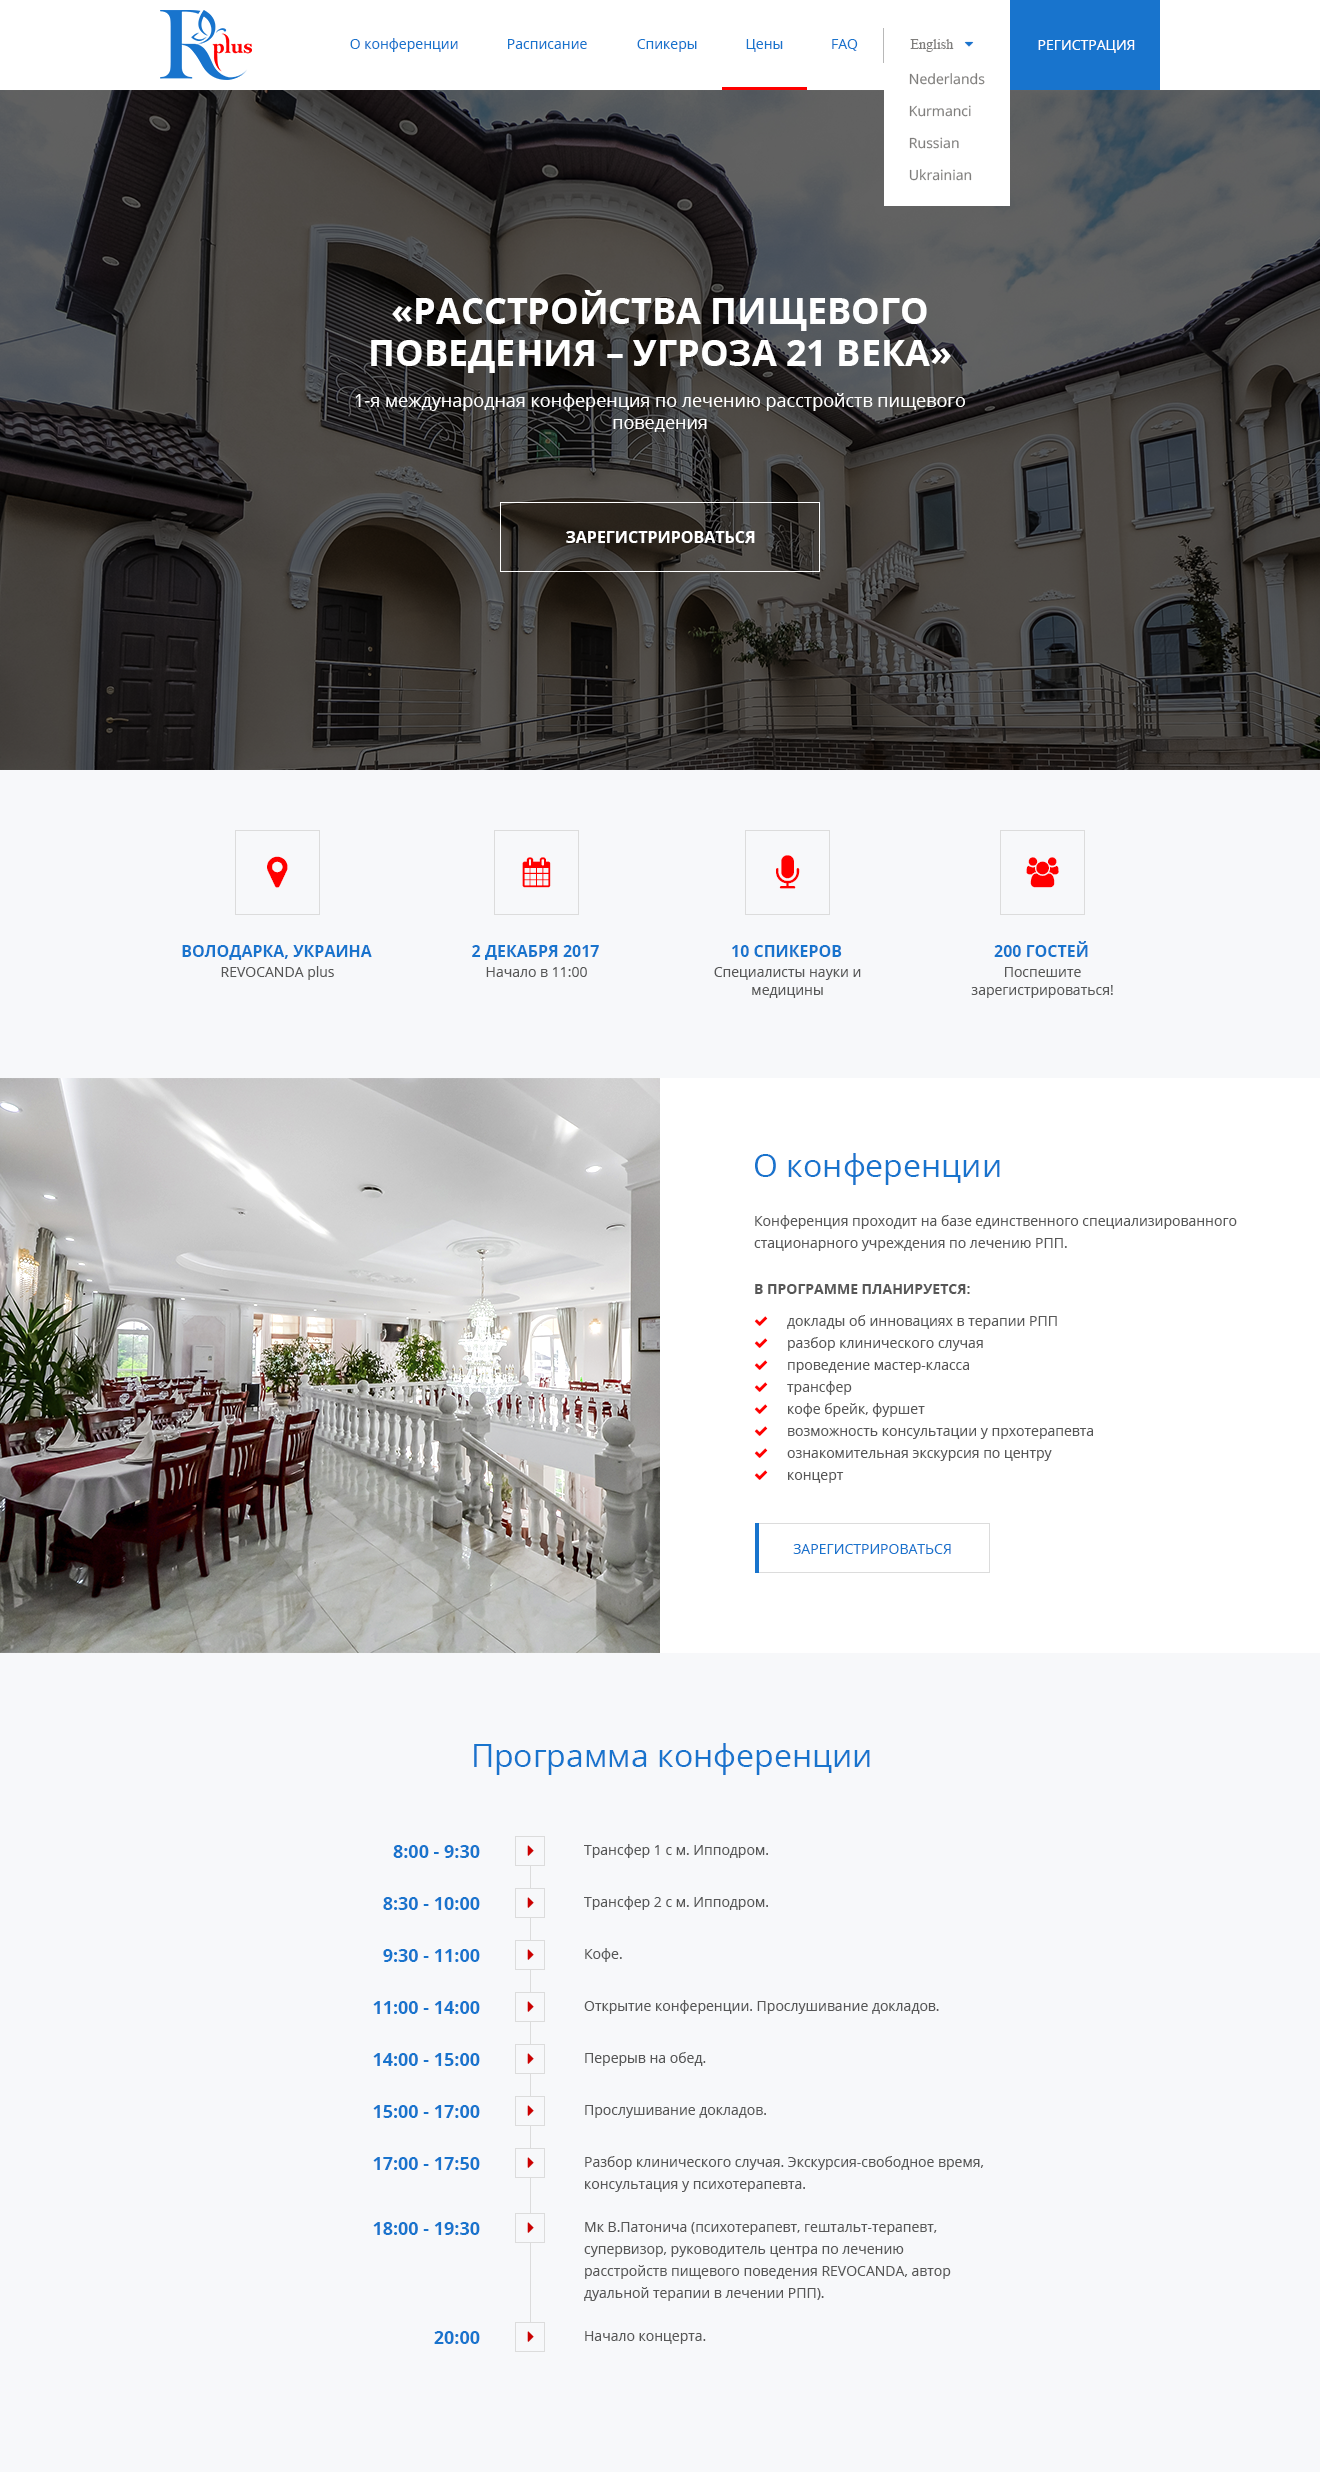 R plus
О конференции
Расписание
Спикеры
Цены
FAQ
English
РЕГИСТРАЦИЯ
Nederlands
Kurmanci
Russian
Ukrainian
«РАССТРОЙСТВА ПИЩЕВОГО
ПОВЕДЕНИЯ – УГРОЗА 21 ВЕКА»
1-я международная конференция по лечению расстройств пищевого
поведения
ЗАРЕГИСТРИРОВАТЬСЯ
ВОЛОДАРКА, УКРАИНА
REVOCANDA plus
2 ДЕКАБРЯ 2017
Начало в 11:00
10 СПИКЕРОВ
Специалисты науки и
медицины
200 ГОСТЕЙ
Поспешите
зарегистрироваться!
О конференции
Конференция проходит на базе единственного специализированного
стационарного учреждения по лечению РПП.
В ПРОГРАММЕ ПЛАНИРУЕТСЯ:
доклады об инновациях в терапии РПП
разбор клинического случая
проведение мастер-класса
трансфер
кофе брейк, фуршет
возможность консультации у прхотерапевта
ознакомительная экскурсия по центру
концерт
ЗАРЕГИСТРИРОВАТЬСЯ
Программа конференции
8:00 - 9:30
Трансфер 1 с м. Ипподром.
8:30 - 10:00
Трансфер 2 с м. Ипподром.
9:30 - 11:00
Кофе.
11:00 - 14:00
Открытие конференции. Прослушивание докладов.
14:00 - 15:00
Перерыв на обед.
15:00 - 17:00
Прослушивание докладов.
17:00 - 17:50
Разбор клинического случая. Экскурсия-свободное время,
консультация у психотерапевта.
18:00 - 19:30
Мк В.Патонича (психотерапевт, гештальт-терапевт,
супервизор, руководитель центра по лечению
расстройств пищевого поведения REVOCANDA, автор
дуальной терапии в лечении РПП).
20:00
Начало концерта.